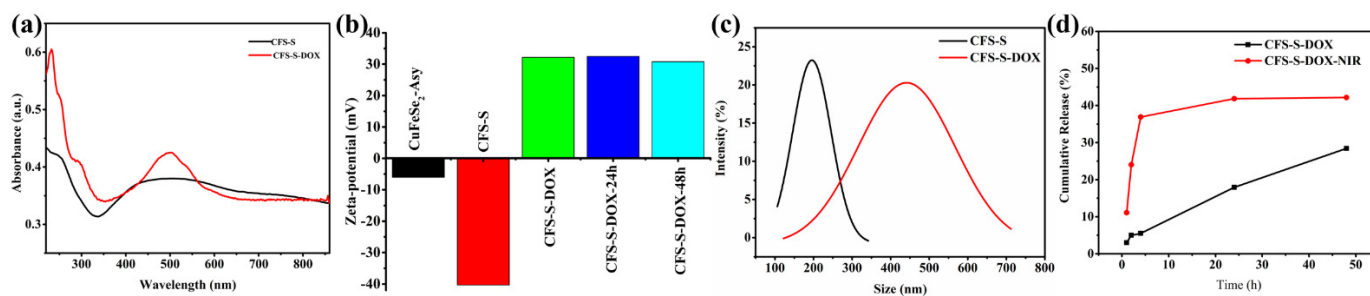 (a)
0.6
0.5
0.4
0.3
Absorbance (a.u.)
CFS-S
CFS-S-DOX
300 400 500 600 700 800
Wavelength (nm)
(b)
40
30
20
10
0
-10
-20
-30
-40
Zeta-potential (mV)
CuFeSe2-Asy
CFS-S
CFS-S-DOX
CFS-S-DOX-24h
CFS-S-DOX-48h
(c)
25
20
15
10
5
0
Intensity (%)
CFS-S
CFS-S-DOX
100 200 300 400 500 600 700 800
Size (nm)
(d)
60
50
40
30
20
10
0
Cumulative Release (%)
CFS-S-DOX
CFS-S-DOX-NIR
0 10 20 30 40 50
Time (h)